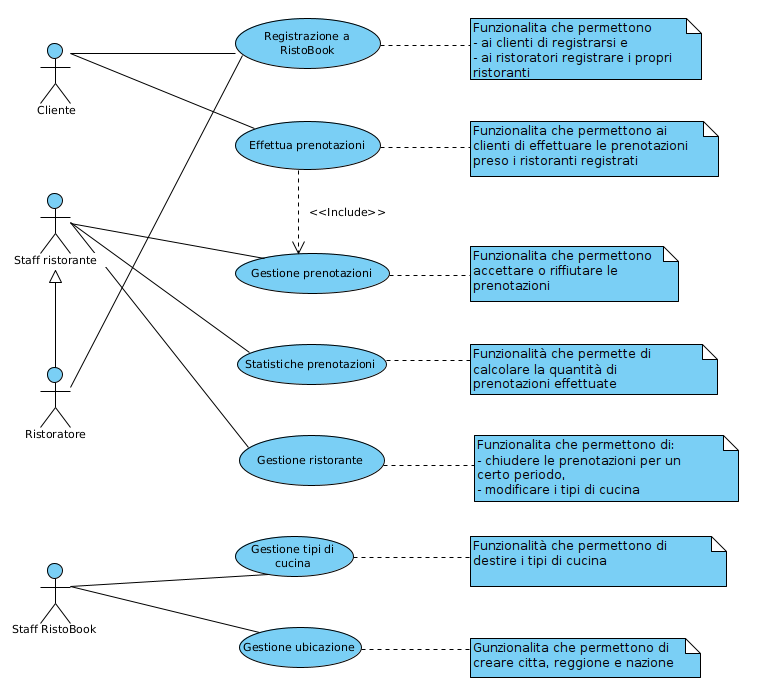 Cliente
Registrazione a
RistoBook
Funzionalita che permettono
- ai clienti di registrarsi e
- ai ristoratori registrare i propri
ristoranti
Effettua prenotazioni
Funzionalita che permettono ai
clienti di effettuare le prenotazioni
preso i ristoranti registrati
<<Include>>
Staff ristorante
Gestione prenotazioni
Funzionalita che permettono
accettare o riffiutare le
prenotazioni
Statistiche prenotazioni
Funzionalità che permette di
calcolare la quantità di
prenotazioni effettuate
Ristoratore
Gestione ristorante
Funzionalita che permettono di:
- chiudere le prenotazioni per un
certo periodo,
- modificare i tipi di cucina
Staff RistoBook
Gestione tipi di
cucina
Funzionalità che permettono di
destire i tipi di cucina
Gestione ubicazione
Gunzionalita che permettono di
creare citta, reggione e nazione